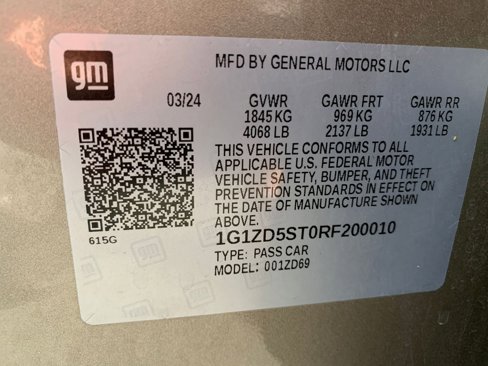 gm
MFD BY GENERAL MOTORS LLC
03/24 GVWR GAWR FRT GAWR RR
1845 KG 969 KG 876 KG
4068 LB 2137 LB 1931 LB
THIS VEHICLE CONFORMS TO ALL
APPLICABLE U.S. FEDERAL MOTOR
VEHICLE SAFETY, BUMPER, AND THEFT
PREVENTION STANDARDS IN EFFECT ON
THE DATE OF MANUFACTURE SHOWN
ABOVE.
615G
1G1ZD5ST0RF200010
TYPE: PASS CAR
MODEL: 001ZD69